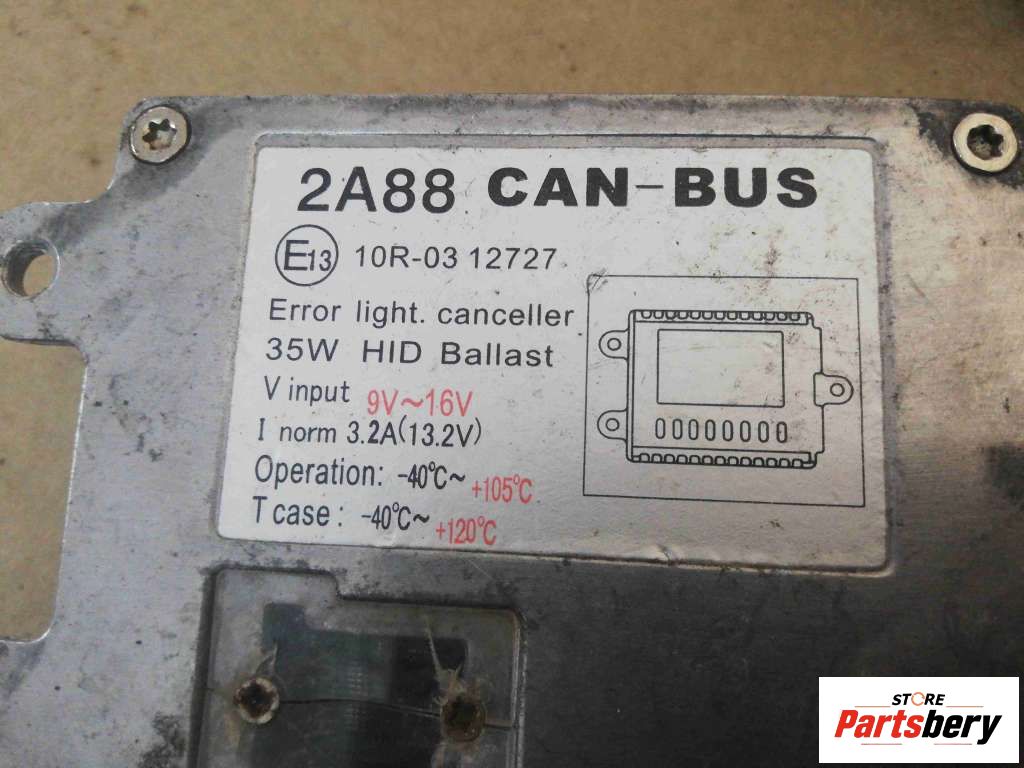 2A88 CAN-BUS
E13 10R-03 12727
Error light. canceller
35W HID Ballast
V input 9V~16V
I norm 3.2A(13.2V)
Operation: -40℃~+105℃
T case: -40℃~+120℃
STORE
Partsbery